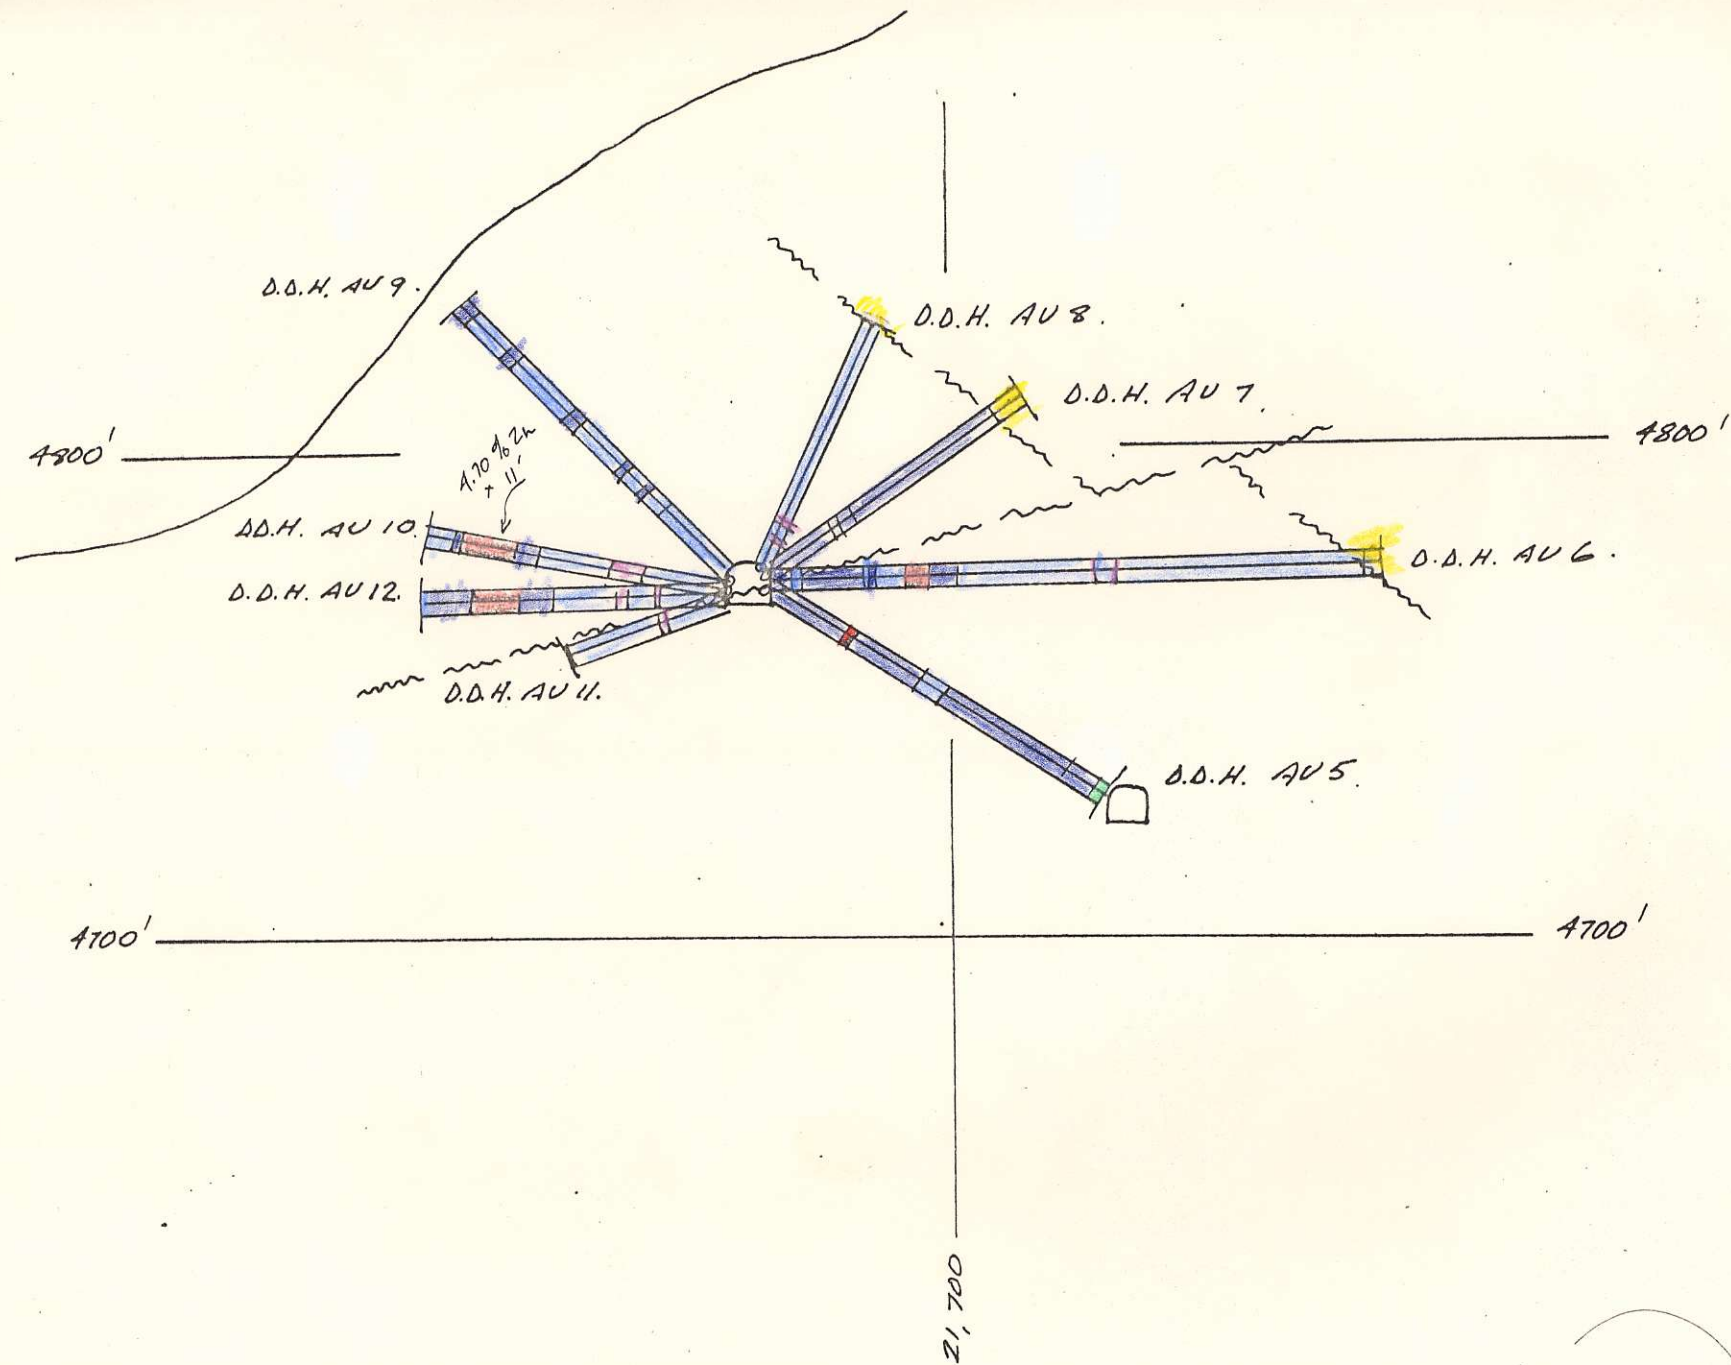 D.D.H. AU 9.
D.D.H. AU 8.
D.D.H. AU 7.
4800'
4800'
4.70 % Zn
× 11'
D.D.H. AU 10.
D.D.H. AU 6.
D.D.H. AU 12.
D.D.H. AU 11.
D.D.H. AU 5.
4700'
4700'
21,700